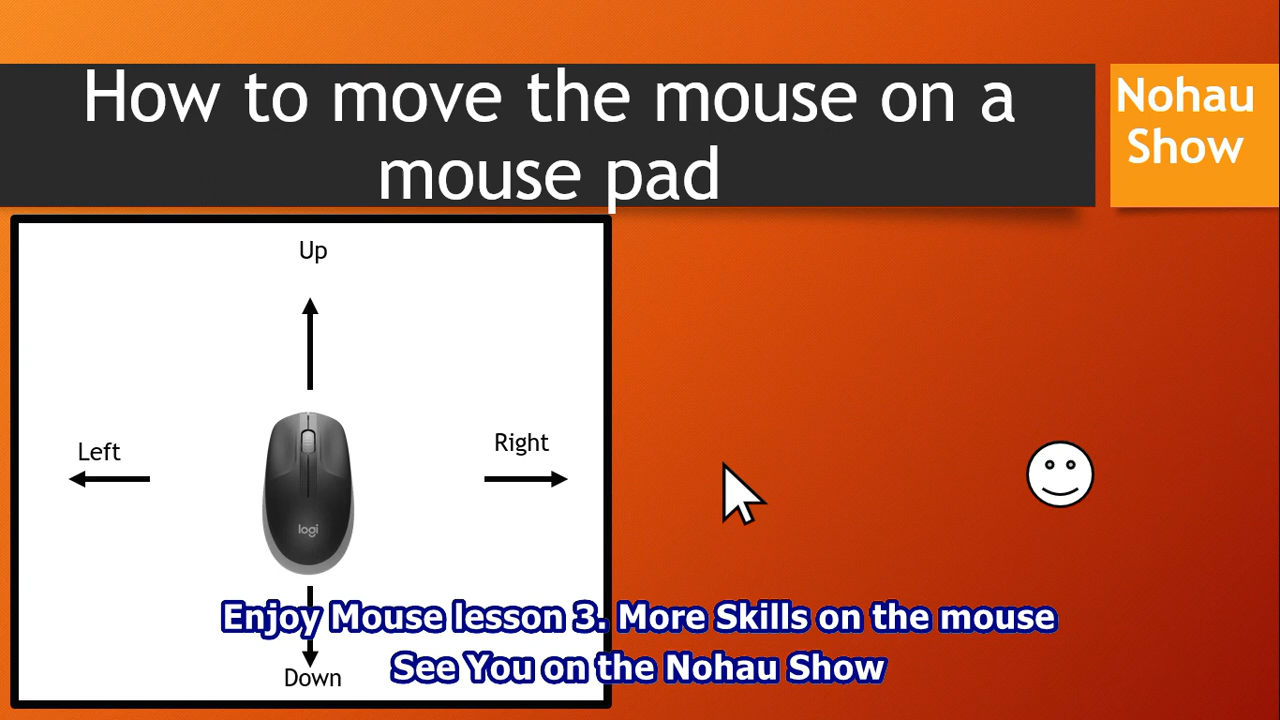 How to move the mouse on a
mouse pad
Nohau
Show
Up
Left
Right
logi
Enjoy Mouse lesson 3. More Skills on the mouse
See You on the Nohau Show
Down